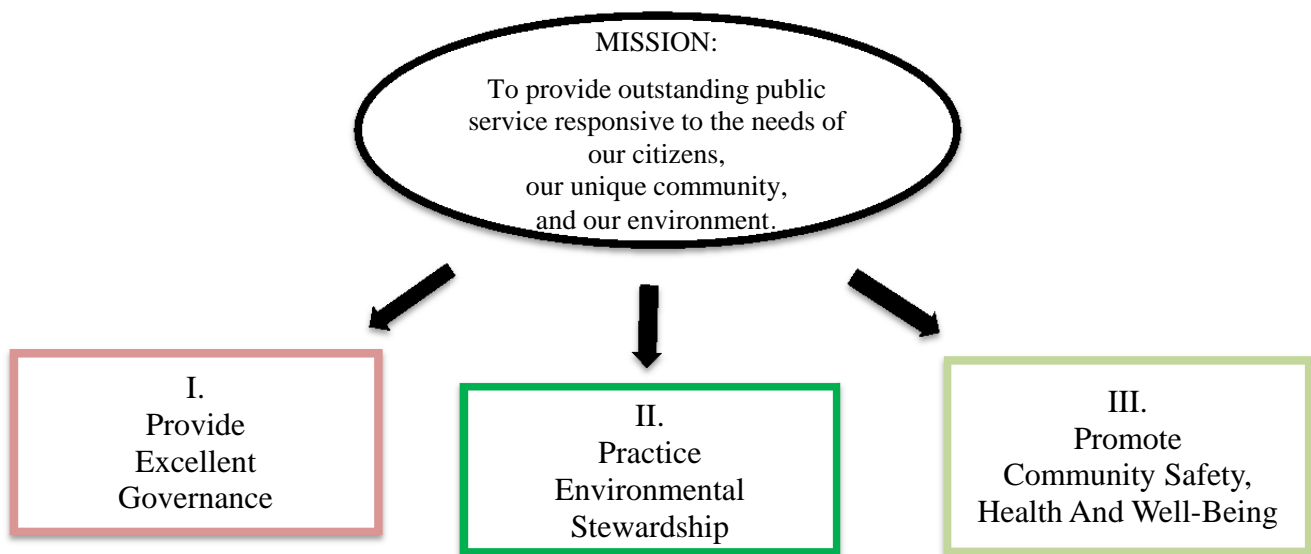 MISSION:
To provide outstanding public
service responsive to the needs of
our citizens,
our unique community,
and our environment.
I.
Provide
Excellent
Governance
II.
Practice
Environmental
Stewardship
III.
Promote
Community Safety,
Health And Well-Being